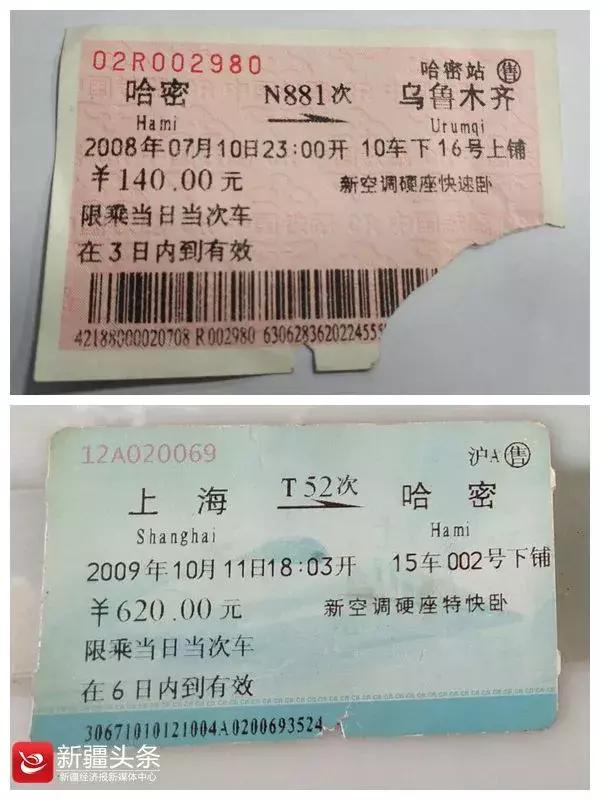 02R002980
哈密站 售
哈密 N881次 乌鲁木齐
Hami Urumqi
2008年07月10日23:00开 10车下16号上铺
￥140.00元 新空调硬座快速卧
限乘当日当次车
在3日内到有效
42188000020708 R002980 6306283620224555
12A020069
沪A 售
上海 T52次 哈密
Shanghai Hami
2009年10月11日18:03开 15车002号下铺
￥620.00元 新空调硬座特快卧
限乘当日当次车
在6日内到有效
30671010121004A0200693524
新疆头条
新疆经济报新媒体中心